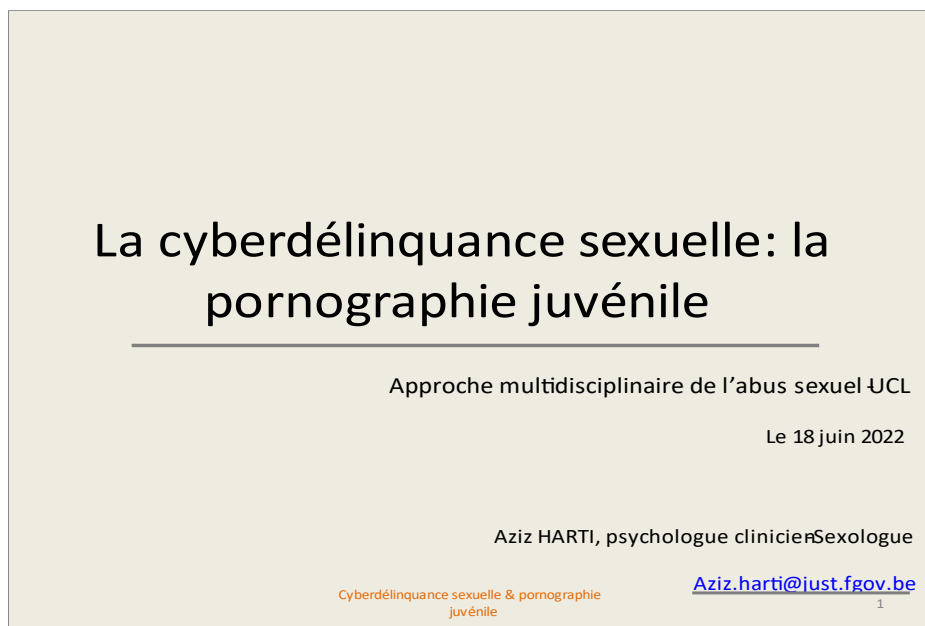 La cyberdélinquance sexuelle: la
pornographie juvénile
Approche multidisciplinaire de l’abus sexuel -UCL
Le 18 juin 2022
Aziz HARTI, psychologue clinicien-Sexologue
Aziz.harti@just.fgov.be
Cyberdélinquance sexuelle & pornographie
juvénile
1